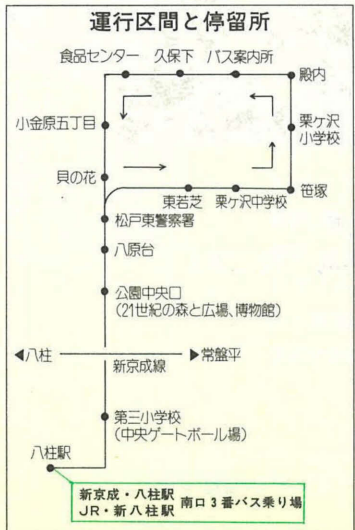 運行区間と停留所
食品センター
久保下
バス案内所
殿内
小金原五丁目
栗ヶ沢
小学校
貝の花
東若芝
栗ヶ沢中学校
笹塚
松戸東警察署
八原台
公園中央口
(21世紀の森と広場、博物館)
八柱
新京成線
常盤平
第三小学校
(中央ゲートボール場)
八柱駅
新京成・八柱駅
JR・新八柱駅
南口3番バス乗り場